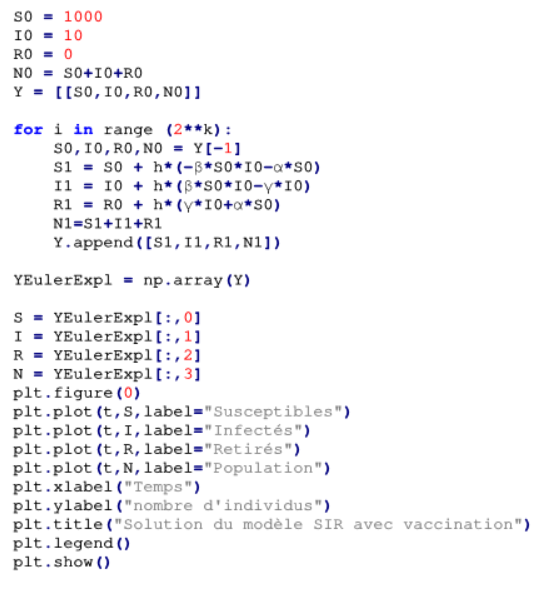 S0 = 1000
I0 = 10
R0 = 0
N0 = S0+I0+R0
Y = [[S0,I0,R0,N0]]

for i in range (2**k):
    S0,I0,R0,N0 = Y[-1]
    S1 = S0 + h*(-β*S0*I0-α*S0)
    I1 = I0 + h*(β*S0*I0-γ*I0)
    R1 = R0 + h*(γ*I0+α*S0)
    N1=S1+I1+R1
    Y.append([S1,I1,R1,N1])

YEulerExpl = np.array(Y)

S = YEulerExpl[:,0]
I = YEulerExpl[:,1]
R = YEulerExpl[:,2]
N = YEulerExpl[:,3]
plt.figure(0)
plt.plot(t,S,label="Susceptibles")
plt.plot(t,I,label="Infectés")
plt.plot(t,R,label="Retirés")
plt.plot(t,N,label="Population")
plt.xlabel("Temps")
plt.ylabel("nombre d'individus")
plt.title("Solution du modèle SIR avec vaccination")
plt.legend()
plt.show()